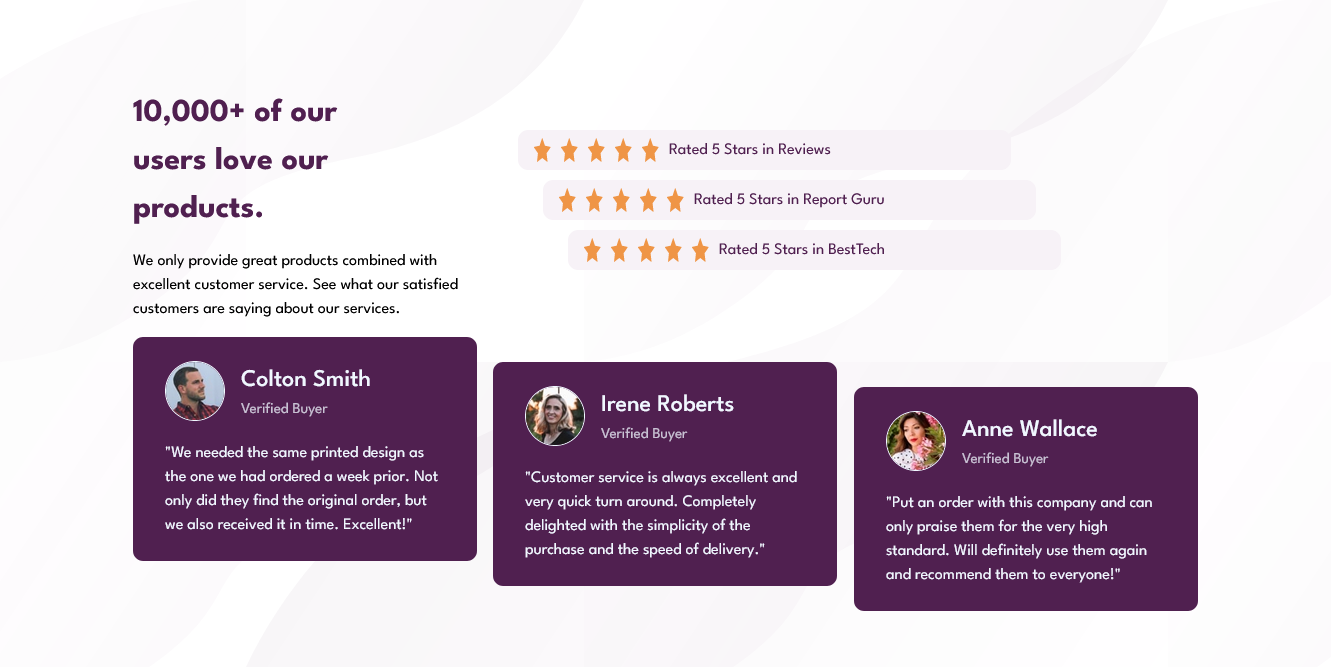 10,000+ of our
users love our
products.
We only provide great products combined with
excellent customer service. See what our satisfied
customers are saying about our services.
Rated 5 Stars in Reviews
Rated 5 Stars in Report Guru
Rated 5 Stars in BestTech
Colton Smith
Verified Buyer
"We needed the same printed design as
the one we had ordered a week prior. Not
only did they find the original order, but
we also received it in time. Excellent!"
Irene Roberts
Verified Buyer
"Customer service is always excellent and
very quick turn around. Completely
delighted with the simplicity of the
purchase and the speed of delivery."
Anne Wallace
Verified Buyer
"Put an order with this company and can
only praise them for the very high
standard. Will definitely use them again
and recommend them to everyone!"